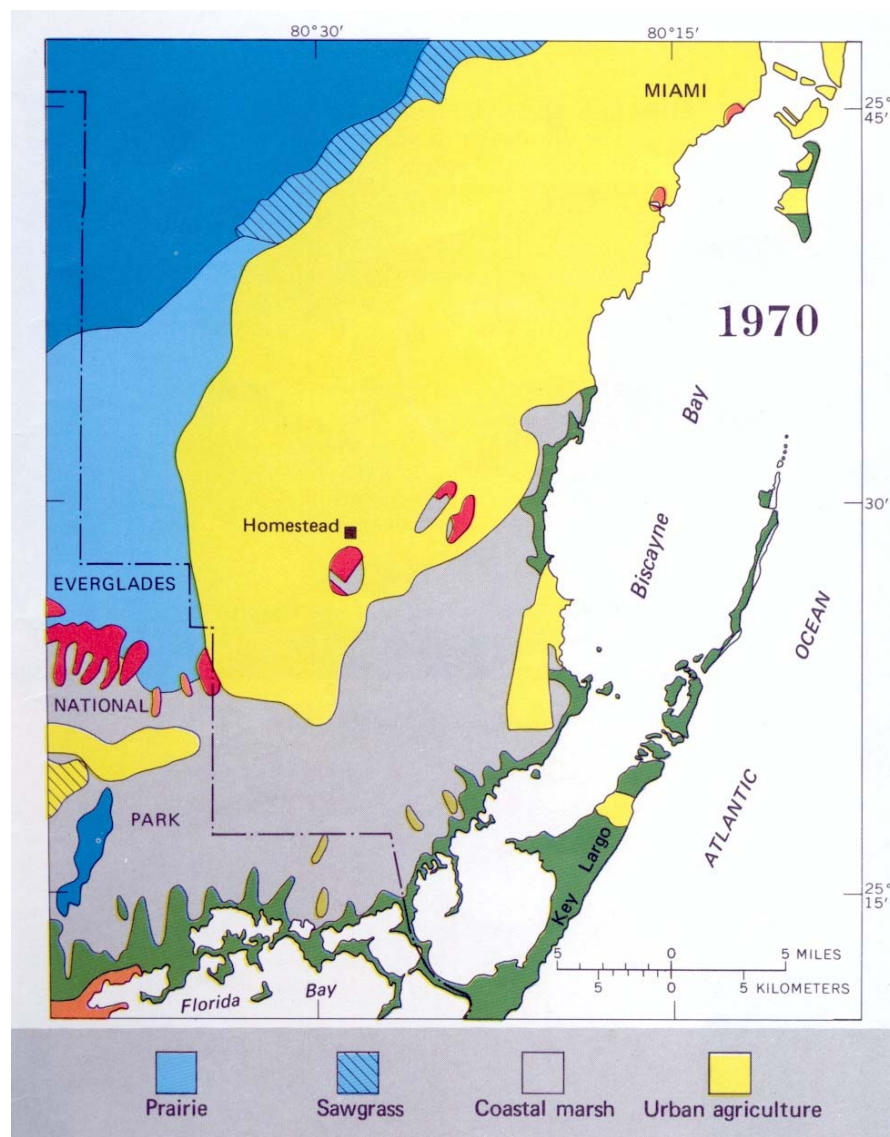 80°30′
80°15′
MIAMI
25°
45′
1970
Bay
30′
Homestead
Biscayne
EVERGLADES
OCEAN
NATIONAL
PARK
ATLANTIC
Key Largo
25°
15′
5 0 5 MILES
5 0 5 KILOMETERS
Florida Bay
Prairie
Sawgrass
Coastal marsh
Urban agriculture